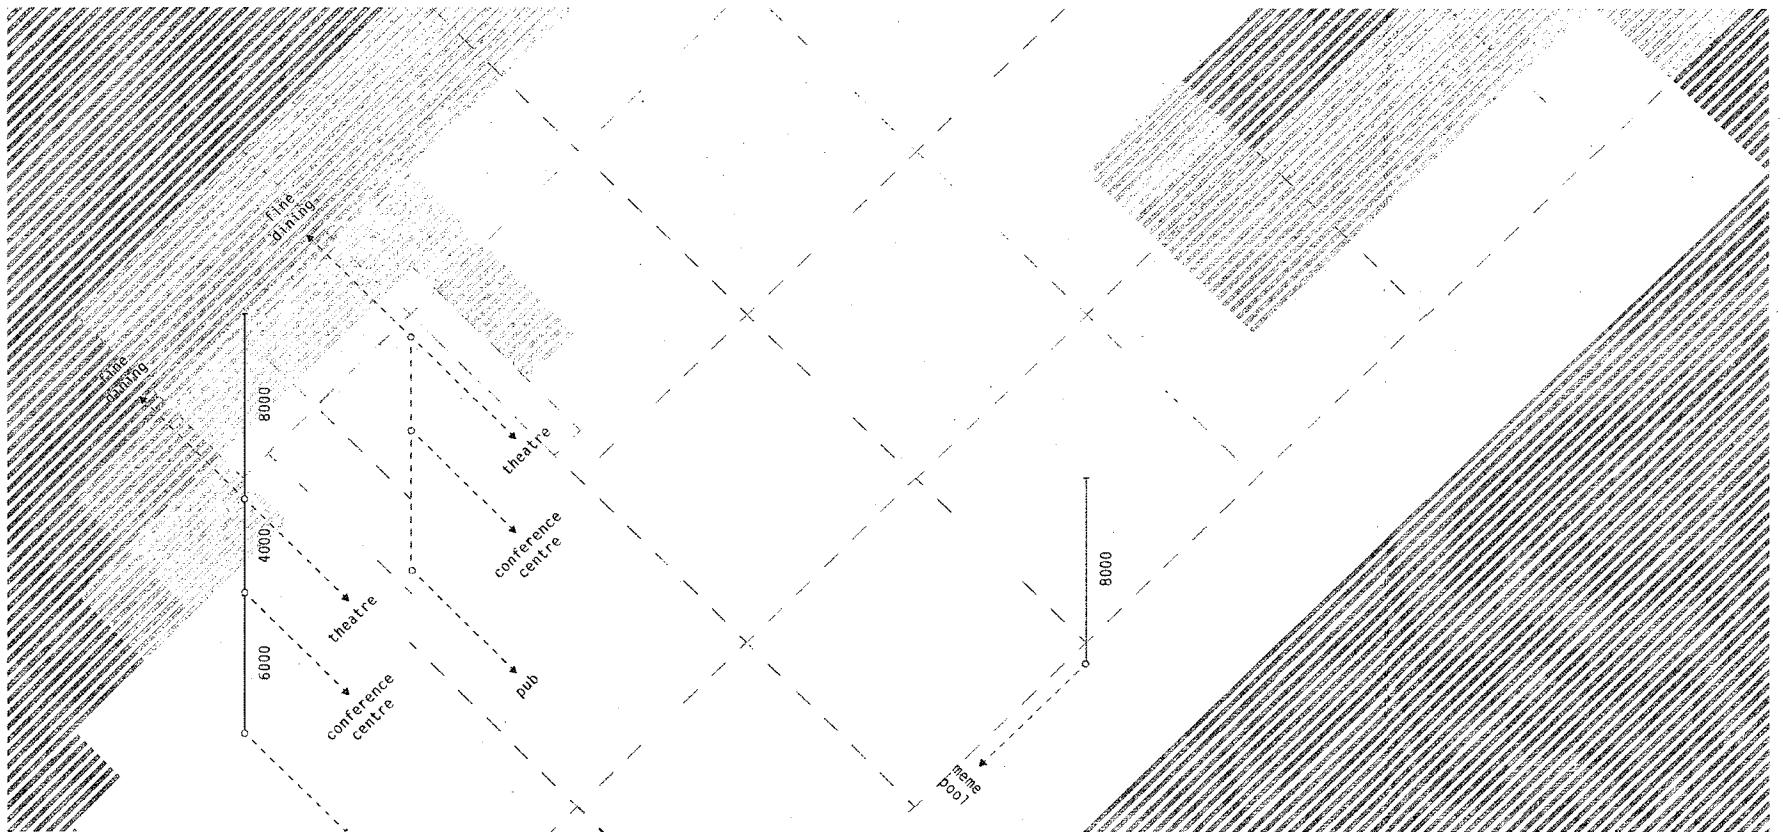 fine
dining
fine
dining
8000
theatre
conference
centre
4000
8000
theatre
pub
6000
conference
centre
meme
pool